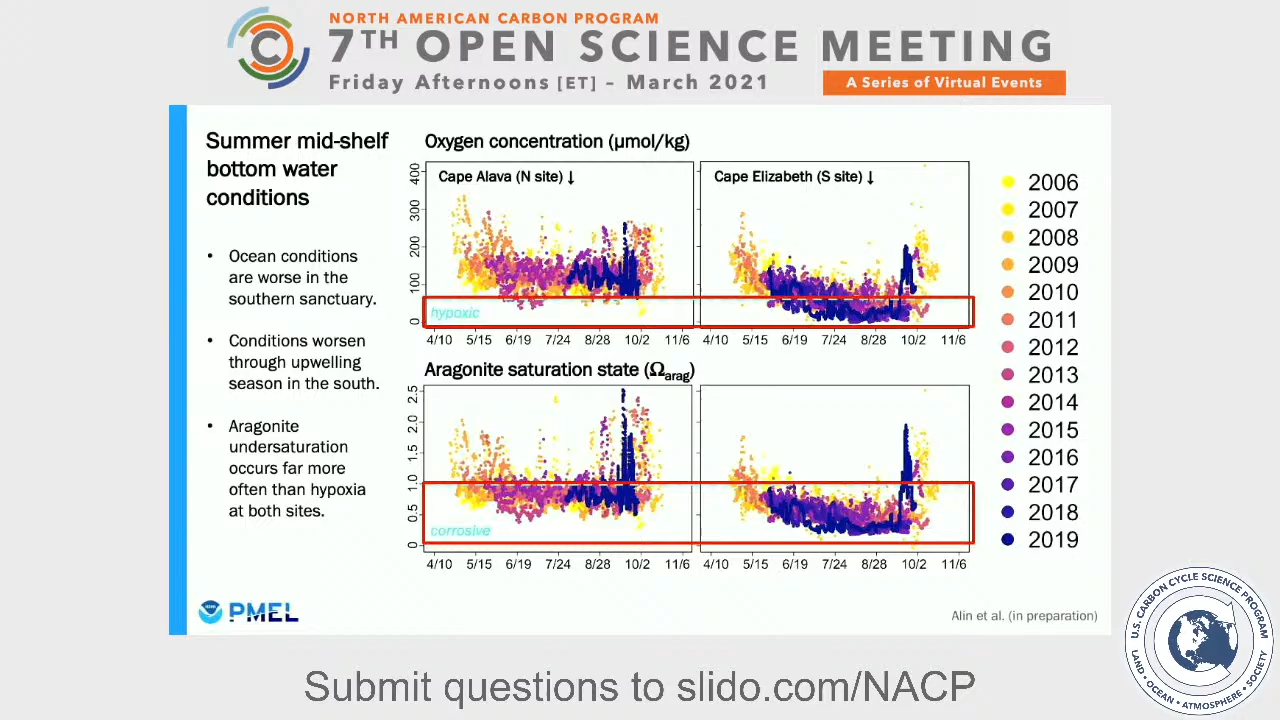 NORTH AMERICAN CARBON PROGRAM
7TH OPEN SCIENCE MEETING
Friday Afternoons [ET] – March 2021
A Series of Virtual Events
Summer mid-shelf
bottom water
conditions
• Ocean conditions
are worse in the
southern sanctuary.
• Conditions worsen
through upwelling
season in the south.
• Aragonite
undersaturation
occurs far more
often than hypoxia
at both sites.
Oxygen concentration (µmol/kg)
Cape Alava (N site) ↓
Cape Elizabeth (S site) ↓
400
300
200
100
0
hypoxic
4/10 5/15 6/19 7/24 8/28 10/2 11/6
4/10 5/15 6/19 7/24 8/28 10/2 11/6
Aragonite saturation state (Ωarag)
2.5
2.0
1.5
1.0
0.5
0
corrosive
4/10 5/15 6/19 7/24 8/28 10/2 11/6
4/10 5/15 6/19 7/24 8/28 10/2 11/6
2006
2007
2008
2009
2010
2011
2012
2013
2014
2015
2016
2017
2018
2019
PMEL
Alin et al. (in preparation)
U.S. CARBON CYCLE SCIENCE PROGRAM
LAND • OCEAN • ATMOSPHERE • SOCIETY
Submit questions to slido.com/NACP